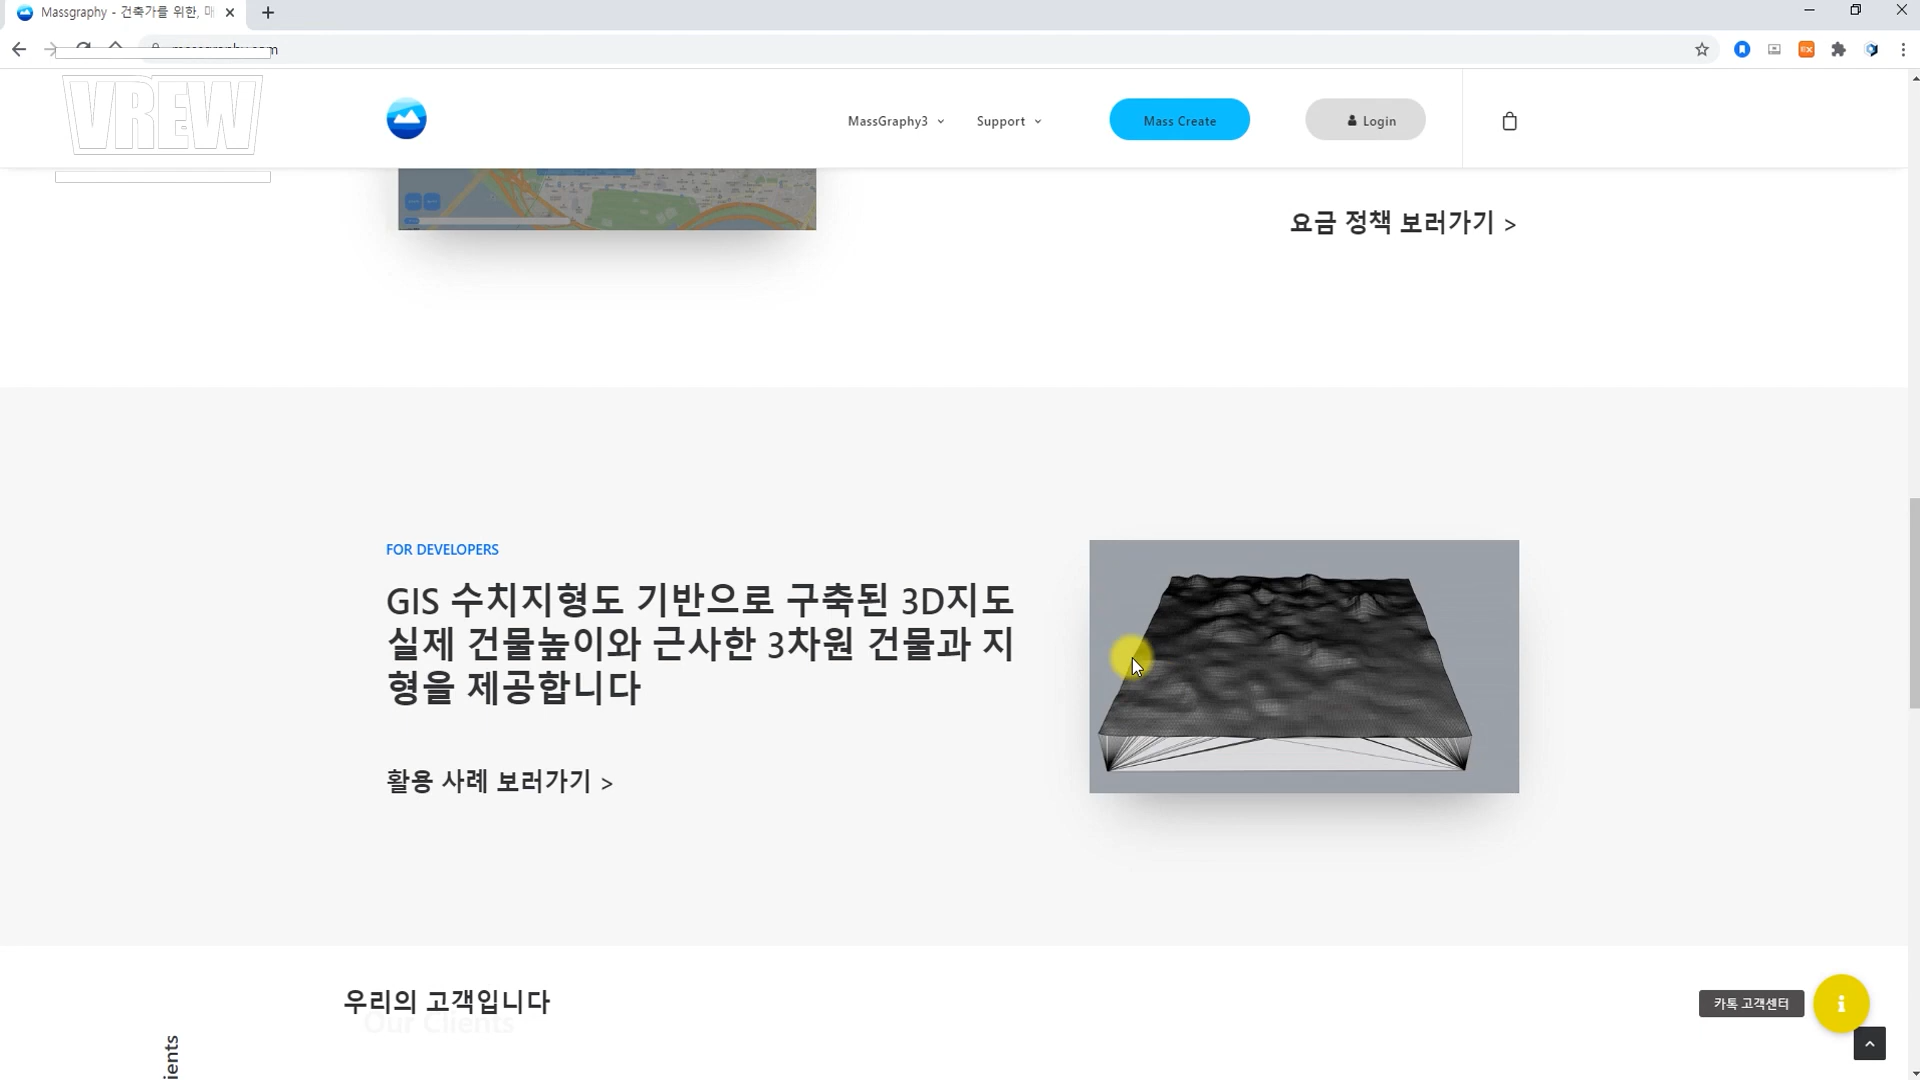 Massgraphy - 건축가를 위한, 매
VREW
MassGraphy3
Support
Mass Create
Login
요금 정책 보러가기 >
FOR DEVELOPERS
GIS 수치지형도 기반으로 구축된 3D지도
실제 건물높이와 근사한 3차원 건물과 지
형을 제공합니다
활용 사례 보러가기 >
우리의 고객입니다
Our Clients
카톡 고객센터
ients